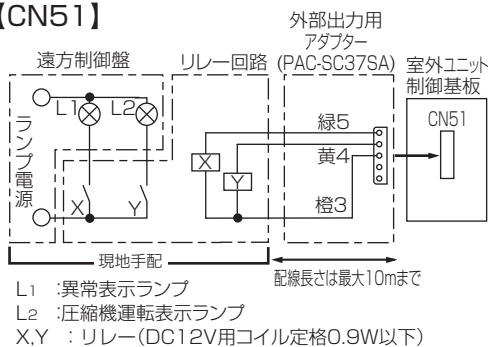 【CN51】
外部出力用
アダプター
(PAC-SC37SA)
遠方制御盤
リレー回路
室外ユニット
制御基板
L1
L2
CN51
ランプ電源
緑5
黄4
橙3
X
Y
X
Y
現地手配
配線長さは最大10mまで
L1 :異常表示ランプ
L2 :圧縮機運転表示ランプ
X,Y :リレー(DC12V用コイル定格0.9W以下)